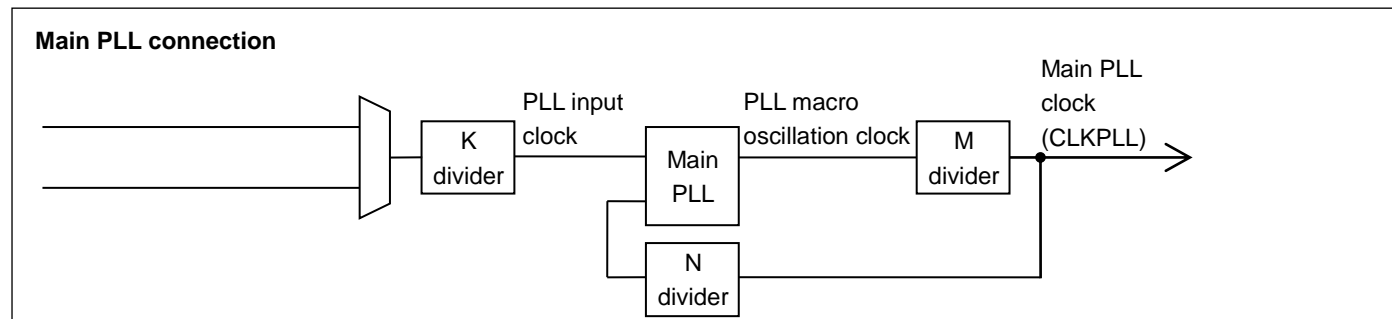 Main PLL connection
PLL input
clock
PLL macro
oscillation clock
Main PLL
clock
(CLKPLL)
K
divider
Main
PLL
M
divider
N
divider